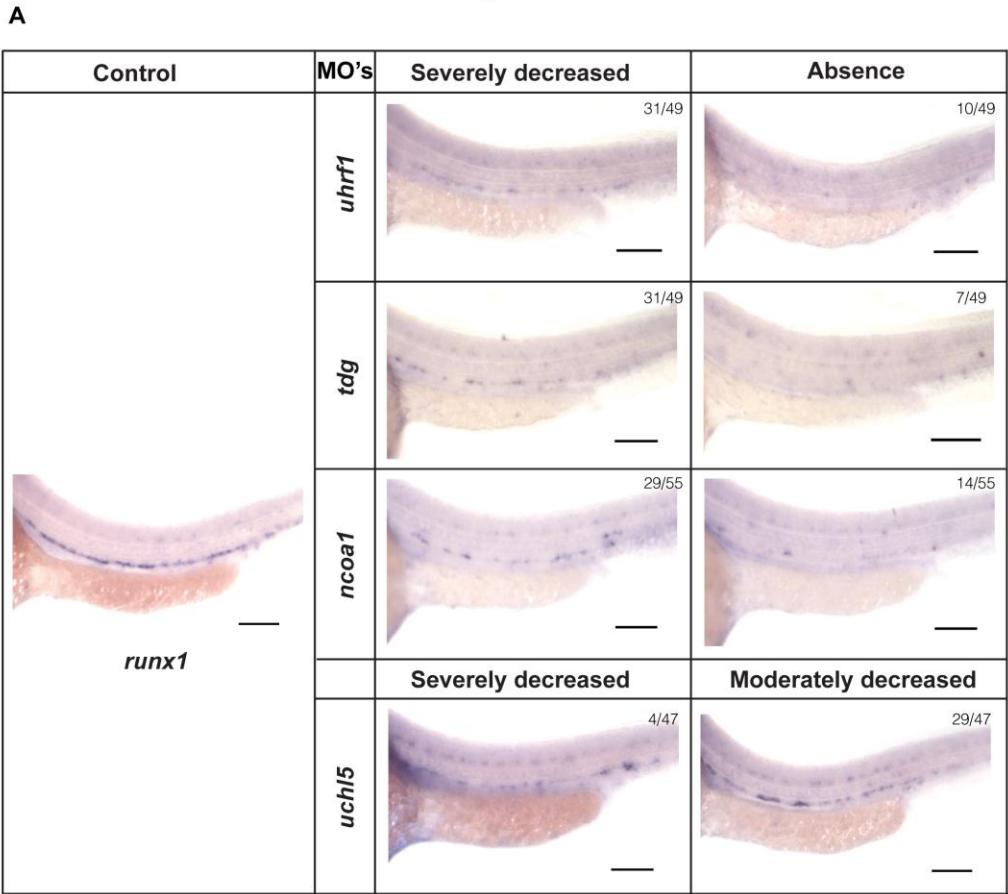 A
Control MO's Severely decreased Absence
uhrf1 31/49 10/49
tdg 31/49 7/49
ncoa1 29/55 14/55
runx1
Severely decreased Moderately decreased
uchl5 4/47 29/47